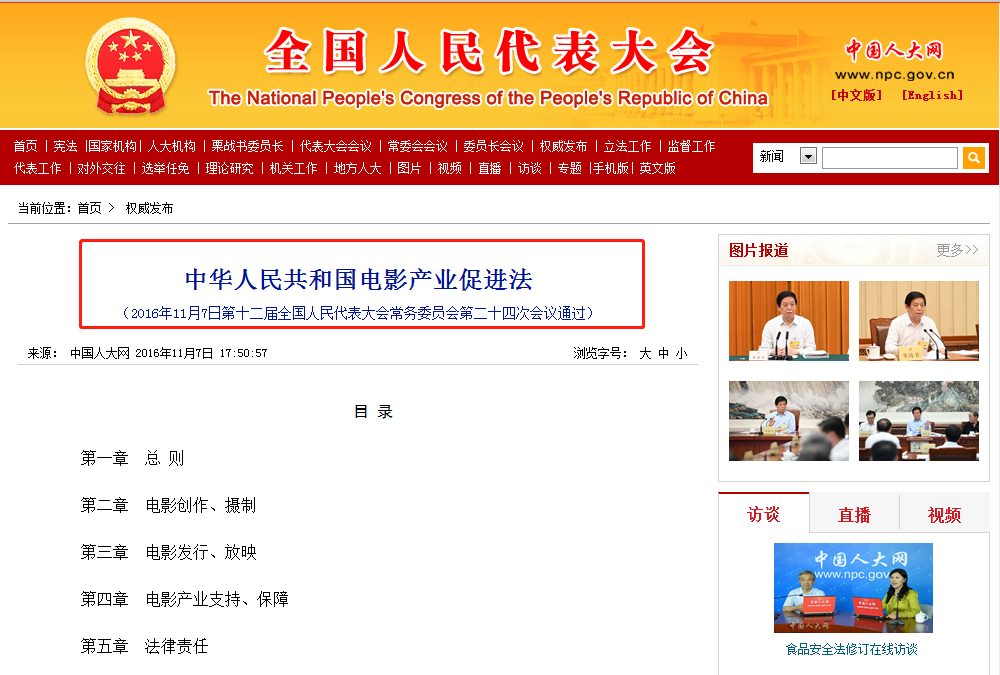 全国人民代表大会
The National People's Congress of the People's Republic of China
中国人大网
www.npc.gov.cn
[中文版] [English]
首页 | 宪法 | 国家机构 | 人大机构 | 栗战书委员长 | 代表大会会议 | 常委会会议 | 委员长会议 | 权威发布 | 立法工作 | 监督工作
代表工作 | 对外交往 | 选举任免 | 理论研究 | 机关工作 | 地方人大 | 图片 | 视频 | 直播 | 访谈 | 专题 | 手机版 | 英文版
新闻
当前位置: 首页 > 权威发布
中华人民共和国电影产业促进法
（2016年11月7日第十二届全国人民代表大会常务委员会第二十四次会议通过）
来源: 中国人大网 2016年11月7日 17:50:57
浏览字号: 大 中 小
目 录
第一章 总 则
第二章 电影创作、摄制
第三章 电影发行、放映
第四章 电影产业支持、保障
第五章 法律责任
图片报道
更多>>
访谈 直播 视频
中国人大网
www.npc.gov
中国人大网
食品安全法修订在线访谈